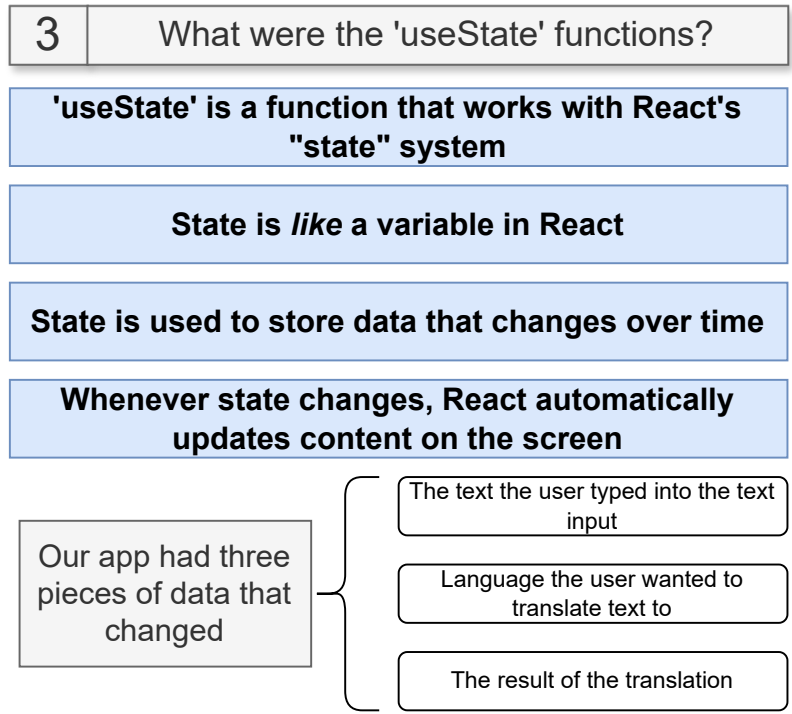 3
What were the 'useState' functions?
'useState' is a function that works with React's
"state" system
State is like a variable in React
State is used to store data that changes over time
Whenever state changes, React automatically
updates content on the screen
Our app had three
pieces of data that
changed
The text the user typed into the text
input
Language the user wanted to
translate text to
The result of the translation